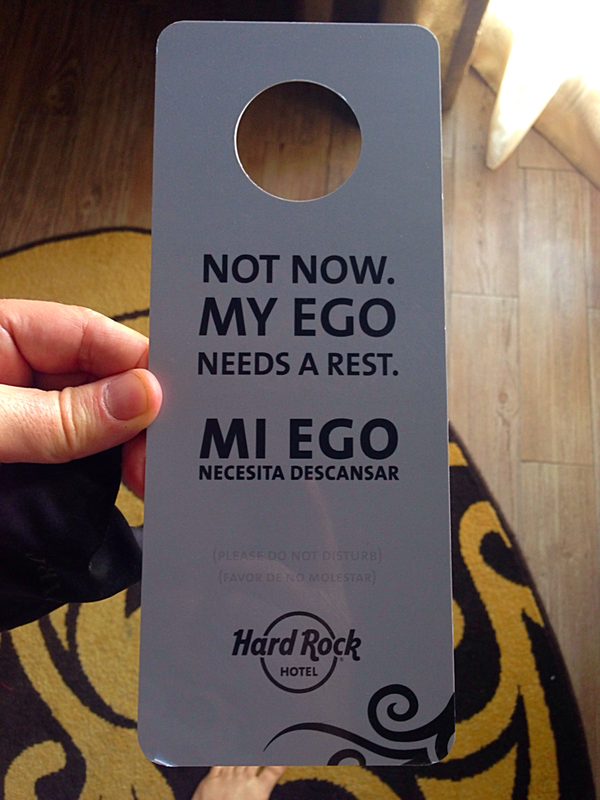 NOT NOW.
MY EGO
NEEDS A REST.
MI EGO
NECESITA DESCANSAR
(PLEASE DO NOT DISTURB)
(FAVOR DE NO MOLESTAR)
Hard Rock®
HOTEL